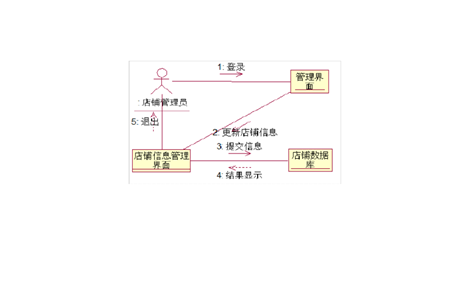 1: 登录
管理界
面
: 店铺管理员
5: 退出
2: 更新店铺信息
3: 提交信息
店铺信息管理
界面
店铺数据
库
4: 结果显示